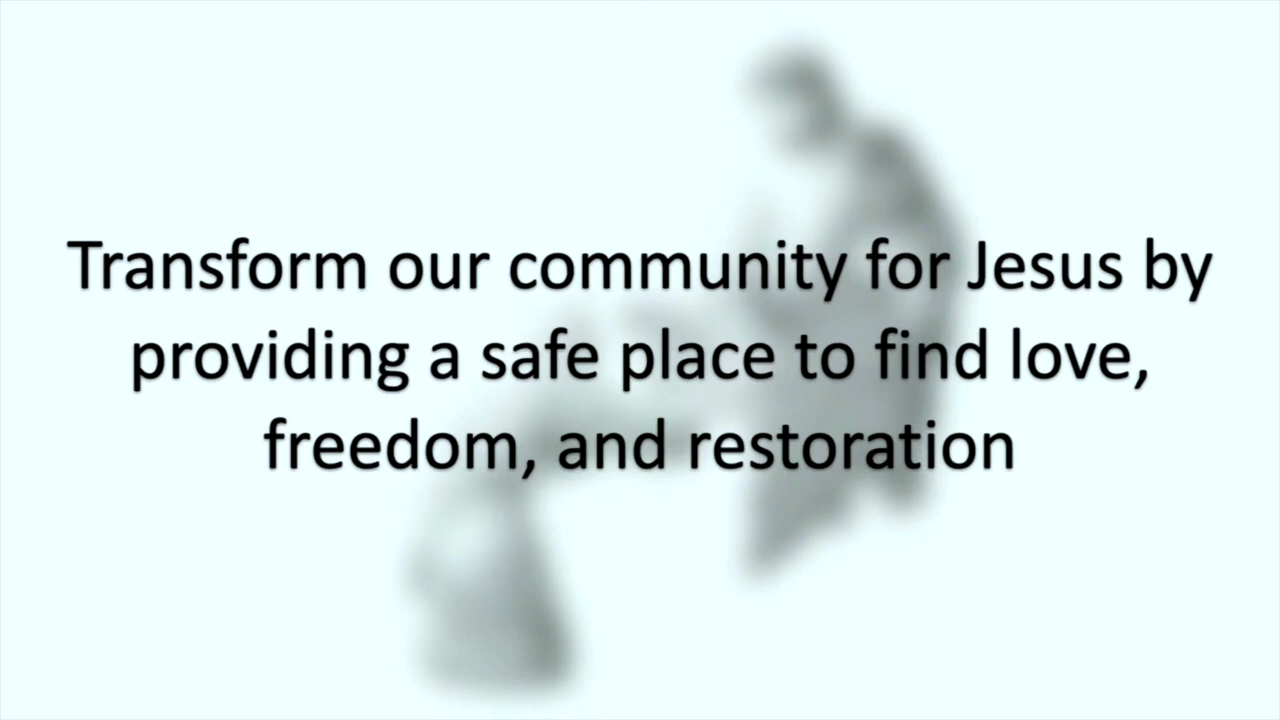 Transform our community for Jesus by
providing a safe place to find love,
freedom, and restoration